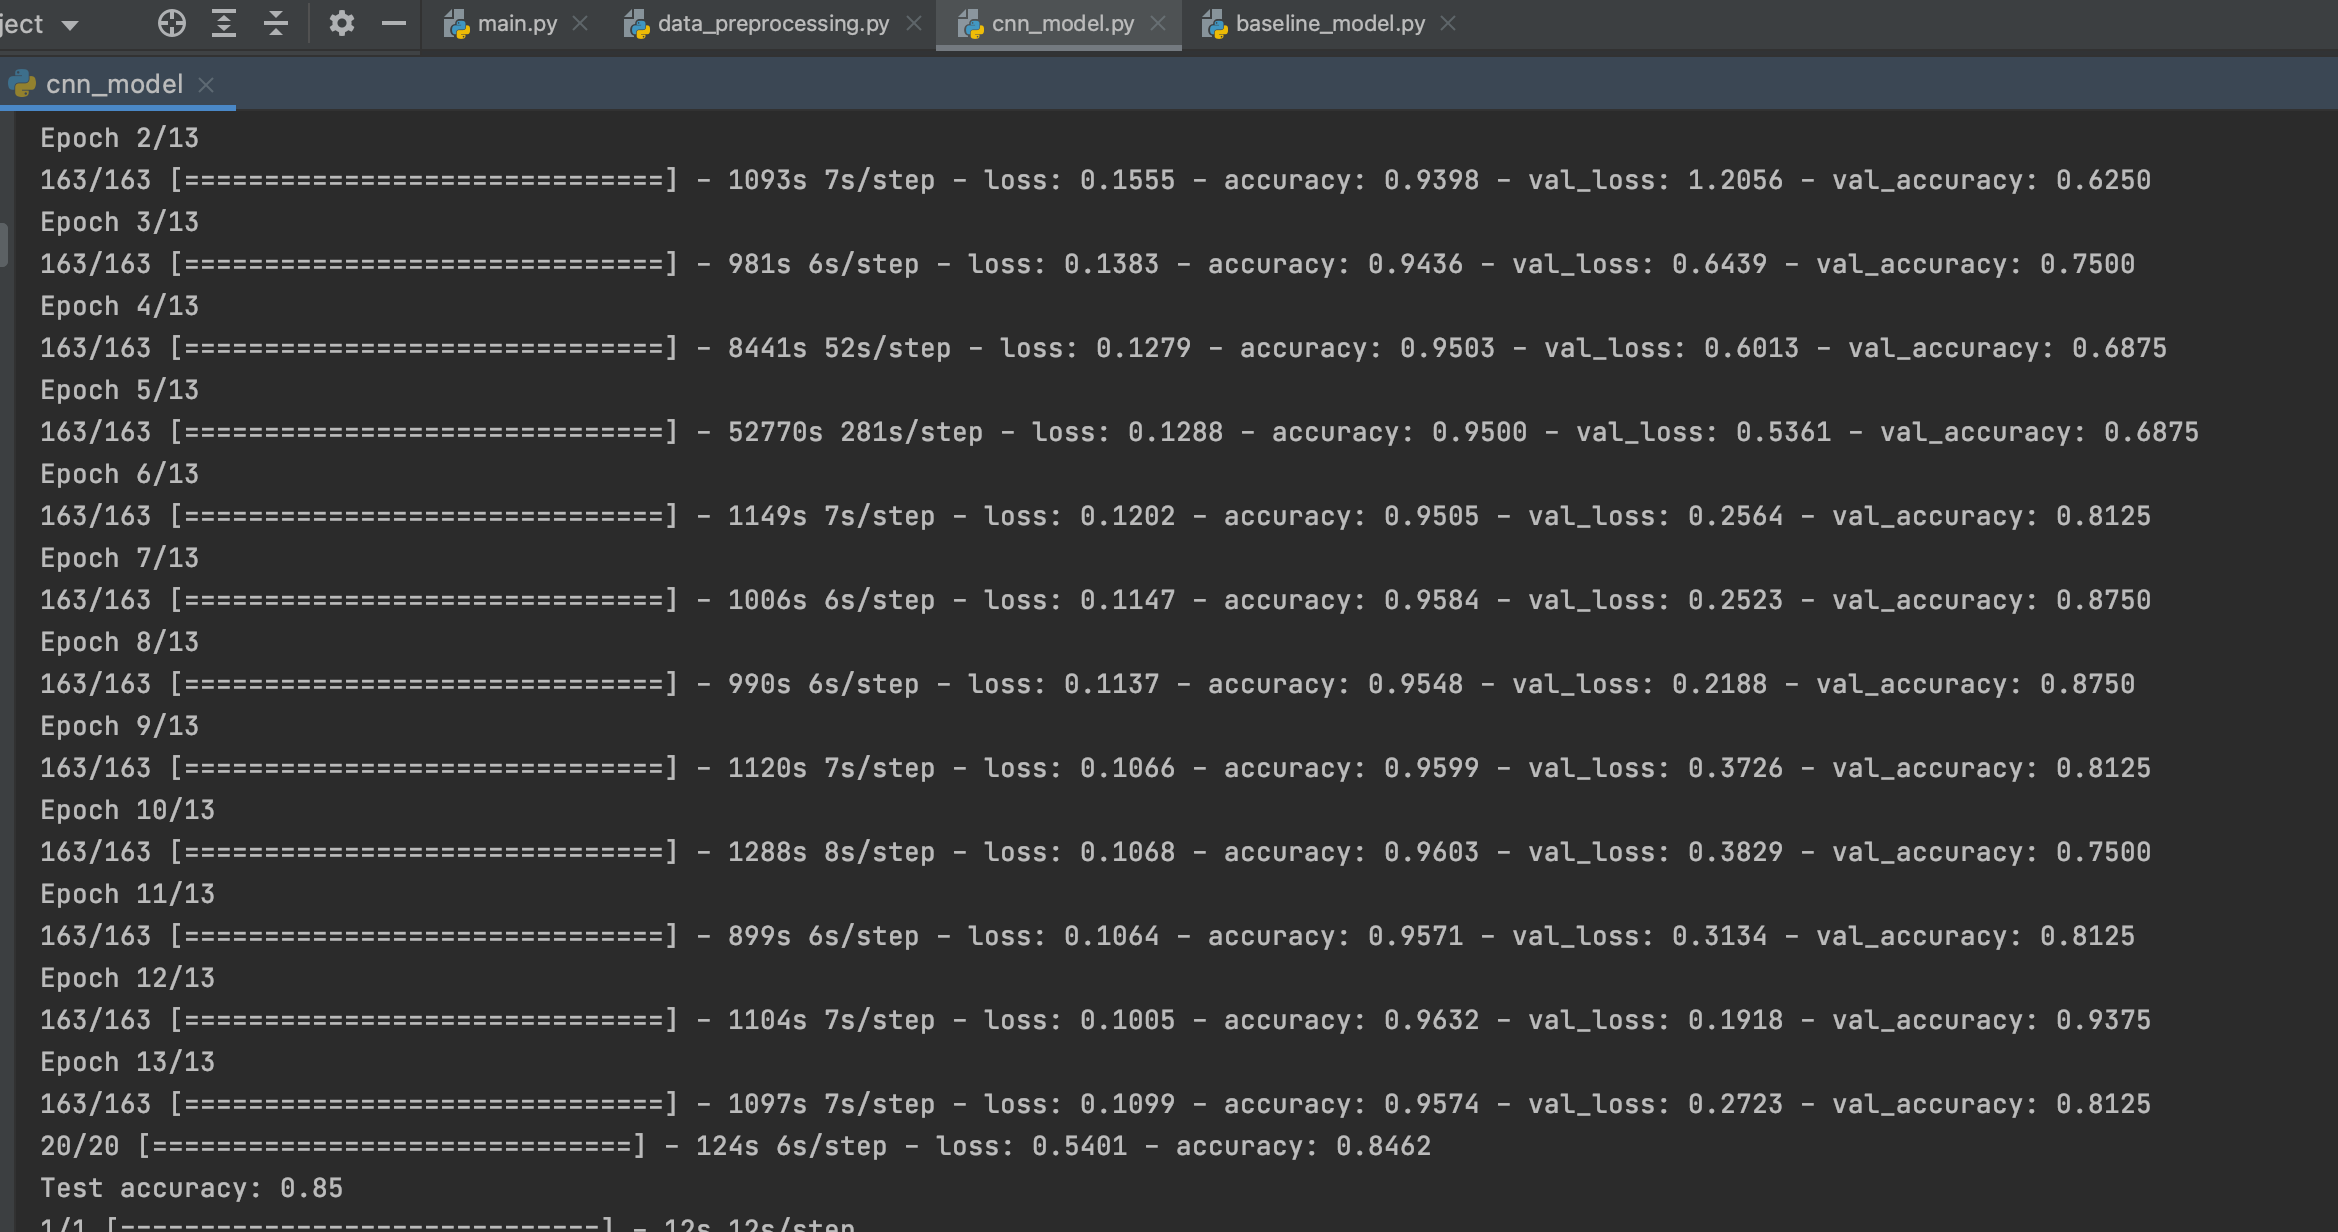 ject
main.py
data_preprocessing.py
cnn_model.py
baseline_model.py
cnn_model
Epoch 2/13
163/163 [==============================] - 1093s 7s/step - loss: 0.1555 - accuracy: 0.9398 - val_loss: 1.2056 - val_accuracy: 0.6250
Epoch 3/13
163/163 [==============================] - 981s 6s/step - loss: 0.1383 - accuracy: 0.9436 - val_loss: 0.6439 - val_accuracy: 0.7500
Epoch 4/13
163/163 [==============================] - 8441s 52s/step - loss: 0.1279 - accuracy: 0.9503 - val_loss: 0.6013 - val_accuracy: 0.6875
Epoch 5/13
163/163 [==============================] - 52770s 281s/step - loss: 0.1288 - accuracy: 0.9500 - val_loss: 0.5361 - val_accuracy: 0.6875
Epoch 6/13
163/163 [==============================] - 1149s 7s/step - loss: 0.1202 - accuracy: 0.9505 - val_loss: 0.2564 - val_accuracy: 0.8125
Epoch 7/13
163/163 [==============================] - 1006s 6s/step - loss: 0.1147 - accuracy: 0.9584 - val_loss: 0.2523 - val_accuracy: 0.8750
Epoch 8/13
163/163 [==============================] - 990s 6s/step - loss: 0.1137 - accuracy: 0.9548 - val_loss: 0.2188 - val_accuracy: 0.8750
Epoch 9/13
163/163 [==============================] - 1120s 7s/step - loss: 0.1066 - accuracy: 0.9599 - val_loss: 0.3726 - val_accuracy: 0.8125
Epoch 10/13
163/163 [==============================] - 1288s 8s/step - loss: 0.1068 - accuracy: 0.9603 - val_loss: 0.3829 - val_accuracy: 0.7500
Epoch 11/13
163/163 [==============================] - 899s 6s/step - loss: 0.1064 - accuracy: 0.9571 - val_loss: 0.3134 - val_accuracy: 0.8125
Epoch 12/13
163/163 [==============================] - 1104s 7s/step - loss: 0.1005 - accuracy: 0.9632 - val_loss: 0.1918 - val_accuracy: 0.9375
Epoch 13/13
163/163 [==============================] - 1097s 7s/step - loss: 0.1099 - accuracy: 0.9574 - val_loss: 0.2723 - val_accuracy: 0.8125
20/20 [==============================] - 124s 6s/step - loss: 0.5401 - accuracy: 0.8462
Test accuracy: 0.85
1/1 [==============================] - 12s 12s/step